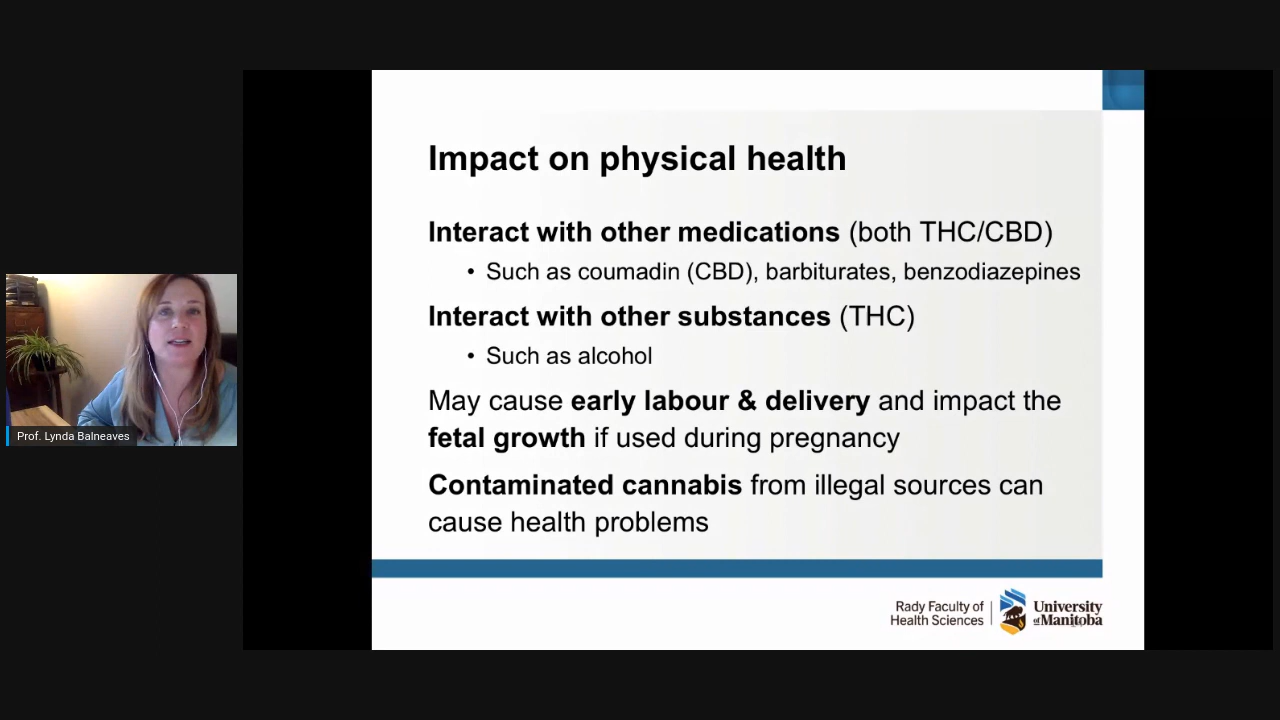 Impact on physical health
Interact with other medications (both THC/CBD)
• Such as coumadin (CBD), barbiturates, benzodiazepines
Interact with other substances (THC)
• Such as alcohol
May cause early labour & delivery and impact the
fetal growth if used during pregnancy
Contaminated cannabis from illegal sources can
cause health problems
Prof. Lynda Balneaves
Rady Faculty of
Health Sciences
University
of Manitoba